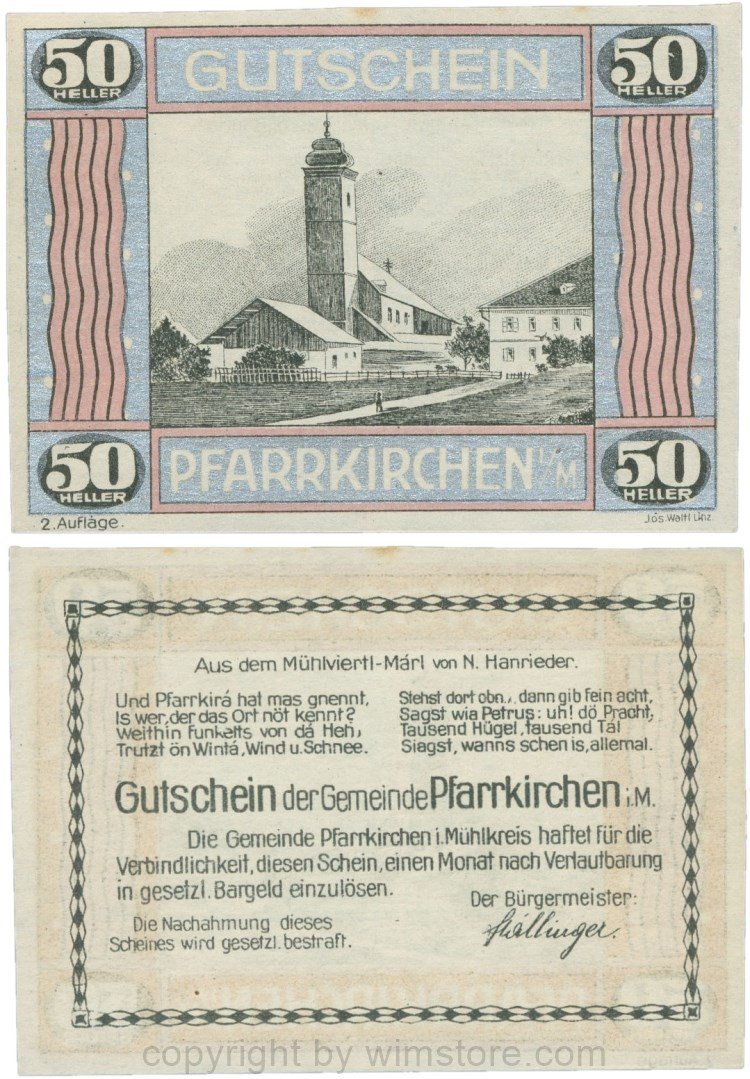 50 HELLER
GUTSCHEIN
50 HELLER
50 HELLER
PFARRKIRCHEN I/M
50 HELLER
2. Auflage.
Jos. Waltl Linz.
Aus dem Mühlviertl-Márl von N. Hanrieder.
Und Pfarrkirá hat mas gnennt,
Is wer, der das Ort nöt kennt?
Weithin funkelts von dá Heh,
Trutzt ön Wintá, Wind u. Schnee.
Stehst dort obn., dann gib fein acht,
Sagst wia Petrus: uh! dö Pracht,
Tausend Hügel, tausend Tal
Siagst, wanns schen is, allemal.
Gutschein der Gemeinde Pfarrkirchen i.M.
Die Gemeinde Pfarrkirchen i. Mühlkreis haftet für die
Verbindlichkeit, diesen Schein, einen Monat nach Verlautbarung
in gesetzl. Bargeld einzulösen.
Der Bürgermeister:
Die Nachahmung dieses
Scheines wird gesetzl. bestraft.
copyright by wimstore.com